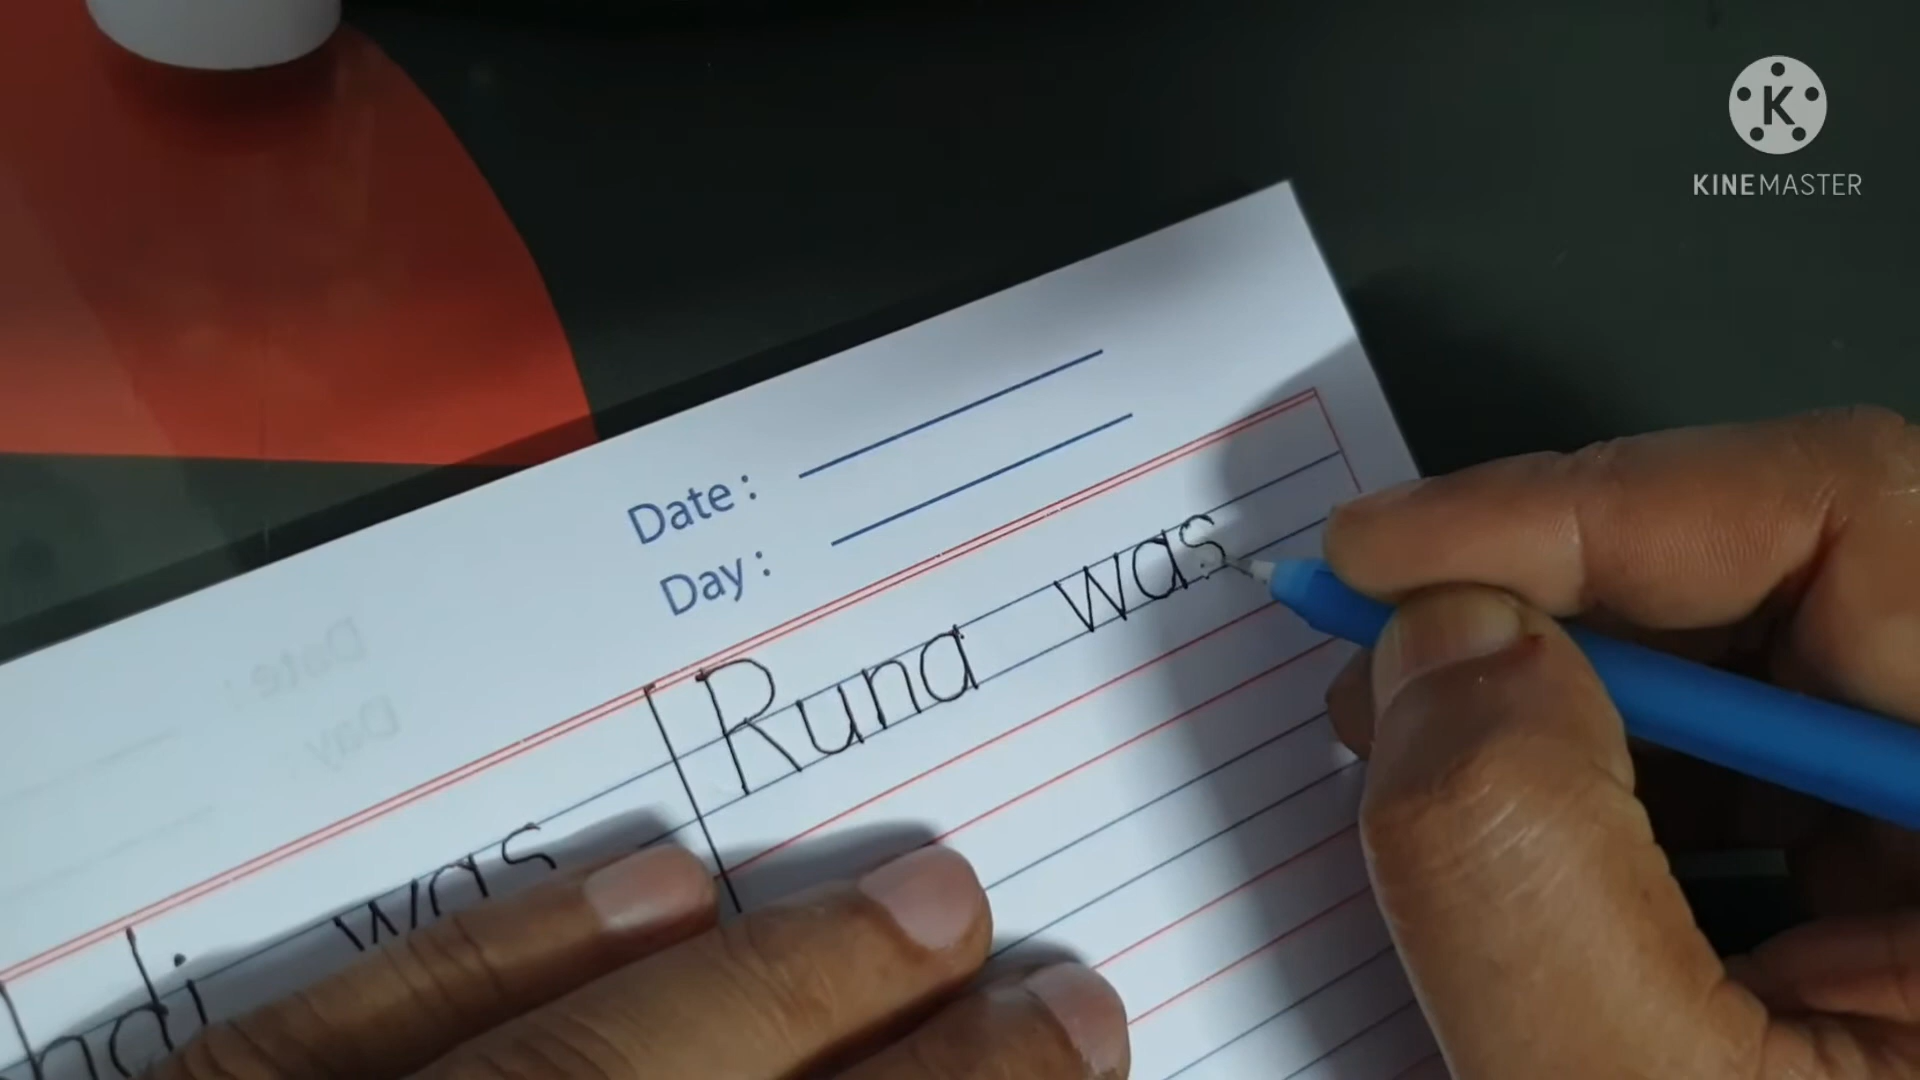 K
KINEMASTER
Date :
Day :
Runa was
was